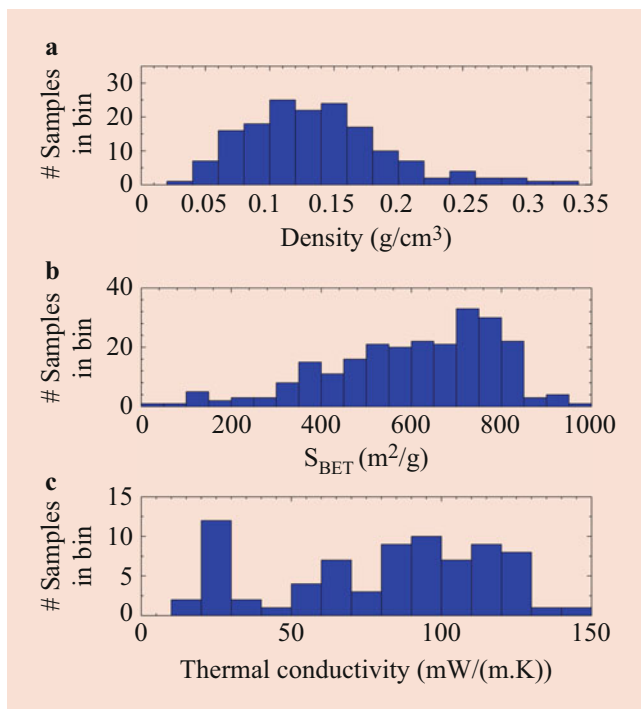 a
# Samples
in bin
30
20
10
0
0
0.05
0.1
0.15
0.2
0.25
0.3
0.35
Density (g/cm³)
b
# Samples
in bin
40
20
0
0
200
400
600
800
1000
S_BET (m²/g)
c
# Samples
in bin
15
10
5
0
0
50
100
150
Thermal conductivity (mW/(m.K))